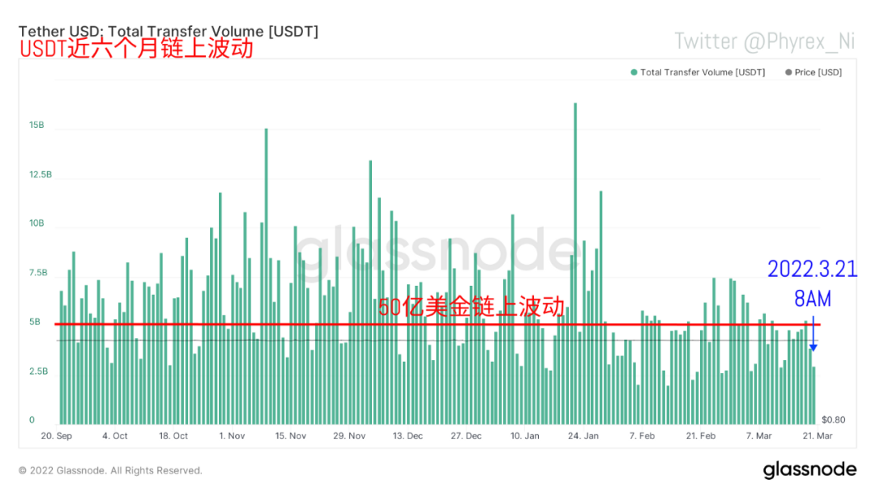 Tether USD: Total Transfer Volume [USDT]
USDT近六个月链上波动
Twitter @Phyrex_Ni
Total Transfer Volume [USDT]
Price [USD]
15B
12.5B
10B
7.5B
5B
2.5B
0
glassnode
50亿美金链上波动
2022.3.21
8AM
$0.80
20. Sep
4. Oct
18. Oct
1. Nov
15. Nov
29. Nov
13. Dec
27. Dec
10. Jan
24. Jan
7. Feb
21. Feb
7. Mar
21. Mar
© 2022 Glassnode. All Rights Reserved.
glassnode